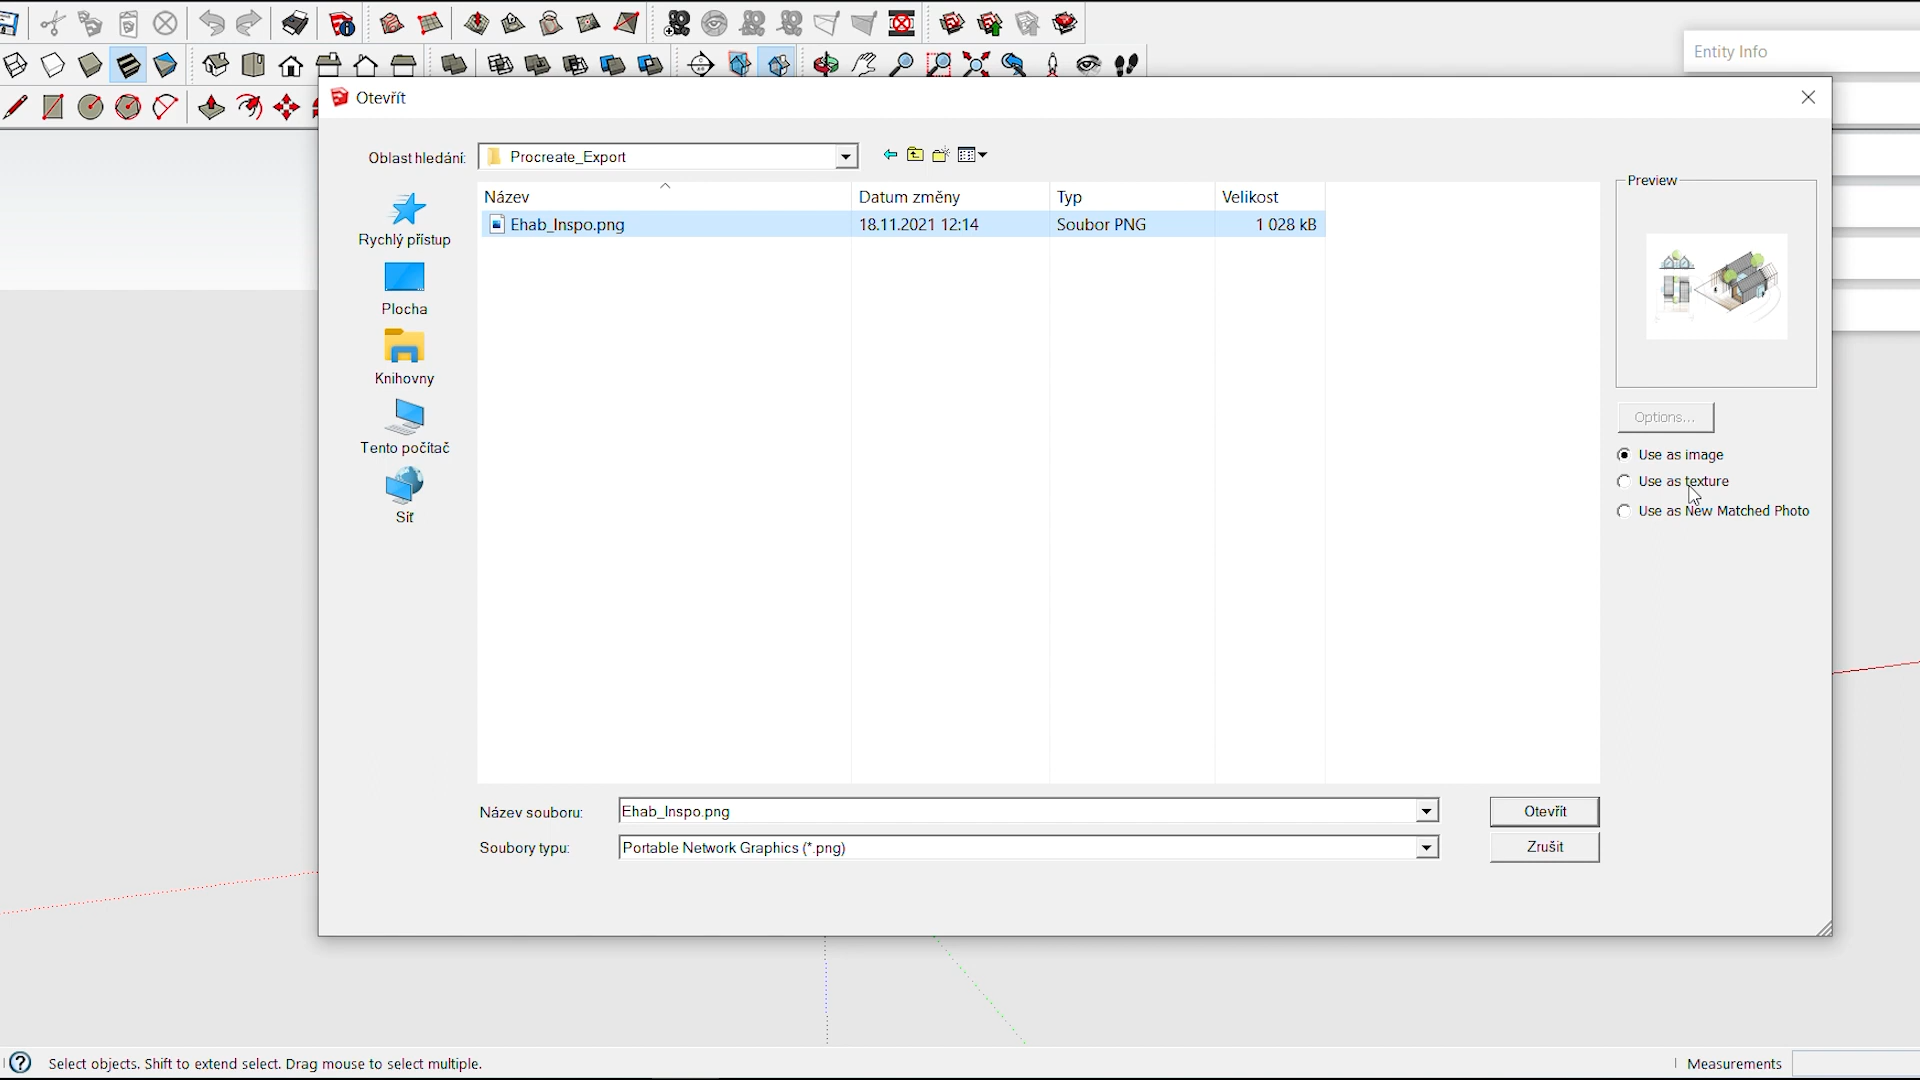 Entity Info
Otevřít
Oblast hledání:
Procreate_Export
Název
Datum změny
Typ
Velikost
Ehab_Inspo.png
18.11.2021 12:14
Soubor PNG
1 028 kB
Rychlý přístup
Plocha
Knihovny
Tento počítač
Síť
Preview
Options...
Use as image
Use as texture
Use as New Matched Photo
Název souboru:
Ehab_Inspo.png
Otevřít
Soubory typu:
Portable Network Graphics (*.png)
Zrušit
Select objects. Shift to extend select. Drag mouse to select multiple.
Measurements